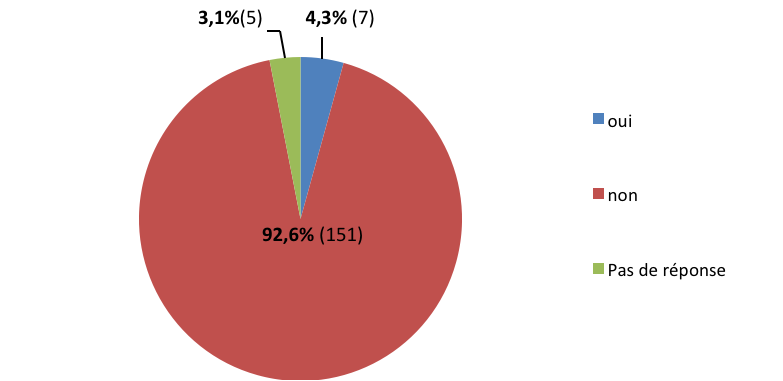 3,1%(5)
4,3% (7)
92,6% (151)
oui
non
Pas de réponse